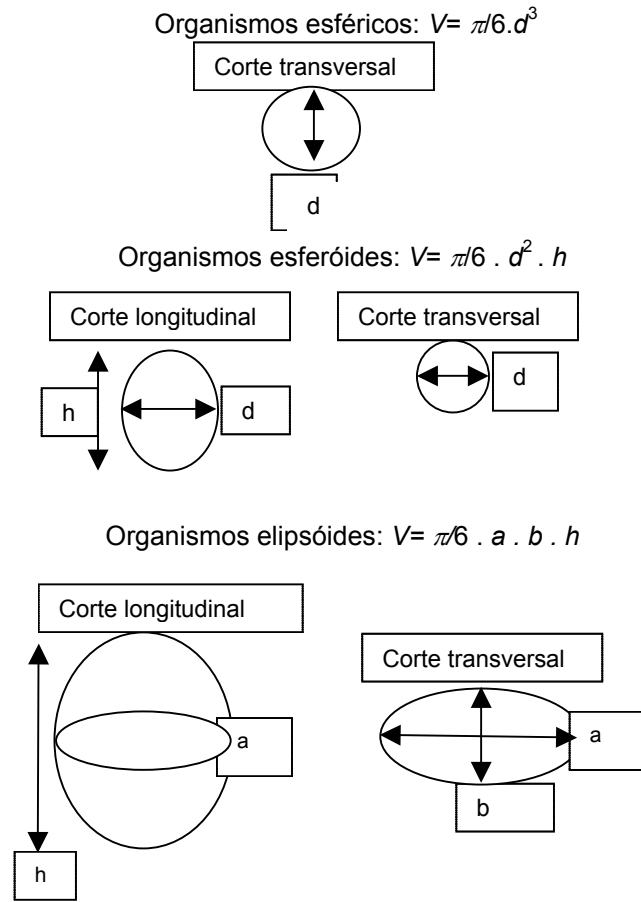 Organismos esféricos: V= π/6.d³
Corte transversal
d
Organismos esferóides: V= π/6 . d² . h
Corte longitudinal
Corte transversal
h
d
d
Organismos elipsóides: V= π/6 . a . b . h
Corte longitudinal
Corte transversal
a
a
b
h